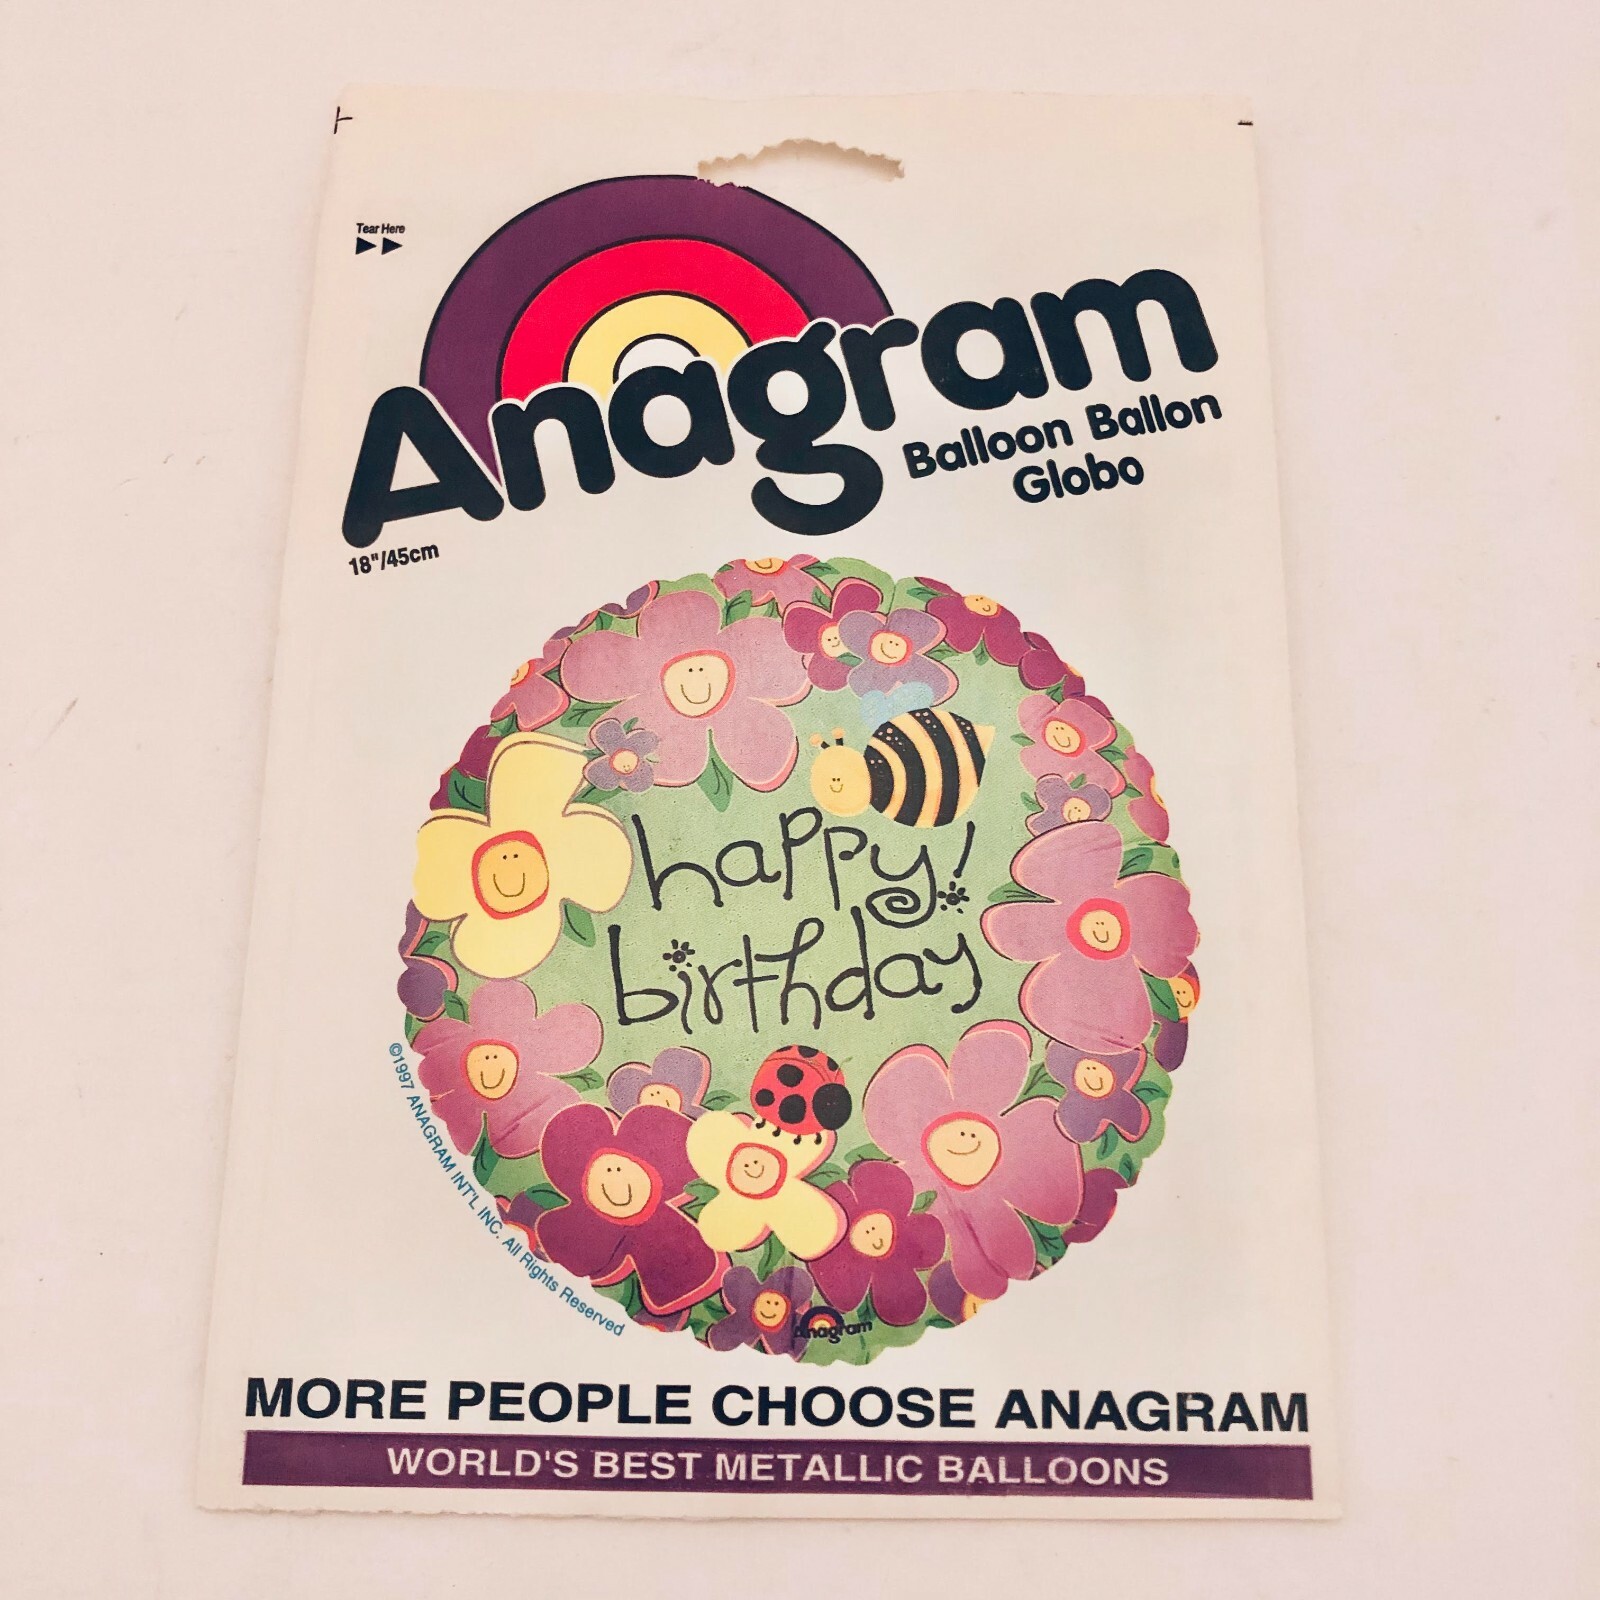 Tear Here
Anagram
Balloon Ballon
Globo
18"/45cm
happy!
birthday
©1997 ANAGRAM INT'L INC. All Rights Reserved
Anagram
MORE PEOPLE CHOOSE ANAGRAM
WORLD'S BEST METALLIC BALLOONS